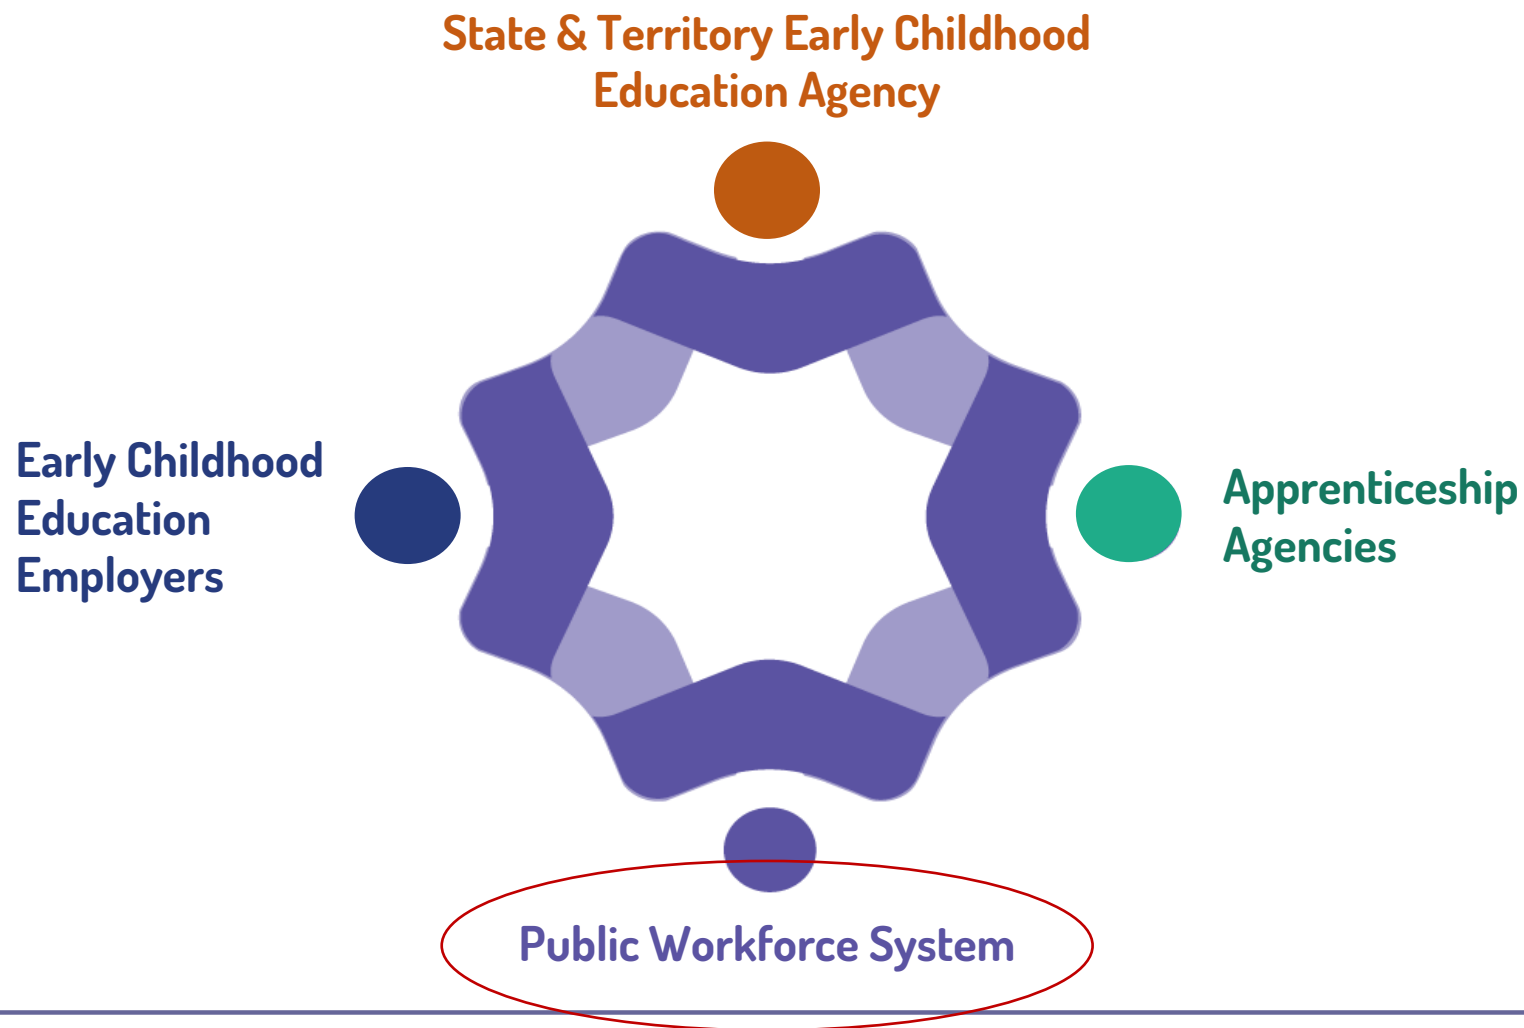 State & Territory Early Childhood
Education Agency
Early Childhood
Education
Employers
Apprenticeship
Agencies
Public Workforce System